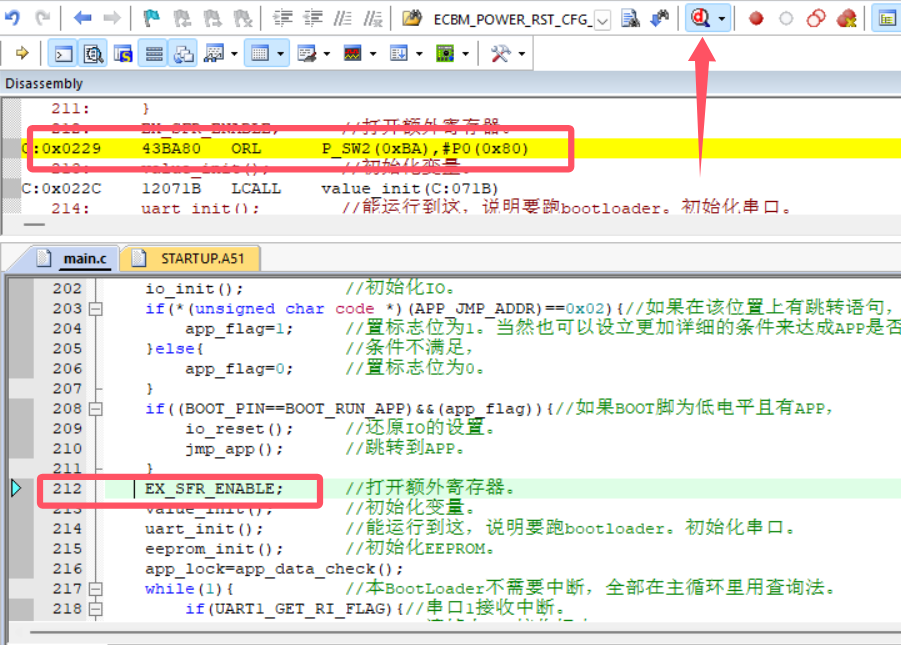 ECBM_POWER_RST_CFG_
Disassembly
211: }
212: EX_SFR_ENABLE; //打开额外寄存器。
C:0x0229 43BA80 ORL P_SW2(0xBA),#P0(0x80)
213: value_init(); //初始化变量。
C:0x022C 12071B LCALL value_init(C:071B)
214: uart_init(); //能运行到这，说明要跑bootloader。初始化串口。
main.c STARTUP.A51
202 io_init(); //初始化IO。
203 if(*(unsigned char code *)(APP_JMP_ADDR)==0x02){//如果在该位置上有跳转语句，
204 app_flag=1; //置标志位为1。当然也可以设立更加详细的条件来达成APP是否
205 }else{ //条件不满足，
206 app_flag=0; //置标志位为0。
207 }
208 if((BOOT_PIN==BOOT_RUN_APP)&&(app_flag)){//如果BOOT脚为低电平且有APP，
209 io_reset(); //还原IO的设置。
210 jmp_app(); //跳转到APP。
211 }
212 EX_SFR_ENABLE; //打开额外寄存器。
213 value_init(); //初始化变量。
214 uart_init(); //能运行到这，说明要跑bootloader。初始化串口。
215 eeprom_init(); //初始化EEPROM。
216 app_lock=app_data_check();
217 while(1){ //本BootLoader不需要中断，全部在主循环里用查询法。
218 if(UART1_GET_RI_FLAG){//串口1接收中断。